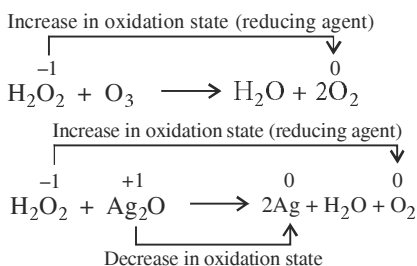 Increase in oxidation state (reducing agent)
−1 0
H₂O₂ + O₃ ⟶ H₂O + 2O₂
Increase in oxidation state (reducing agent)
−1 +1 0 0
H₂O₂ + Ag₂O ⟶ 2Ag + H₂O + O₂
Decrease in oxidation state